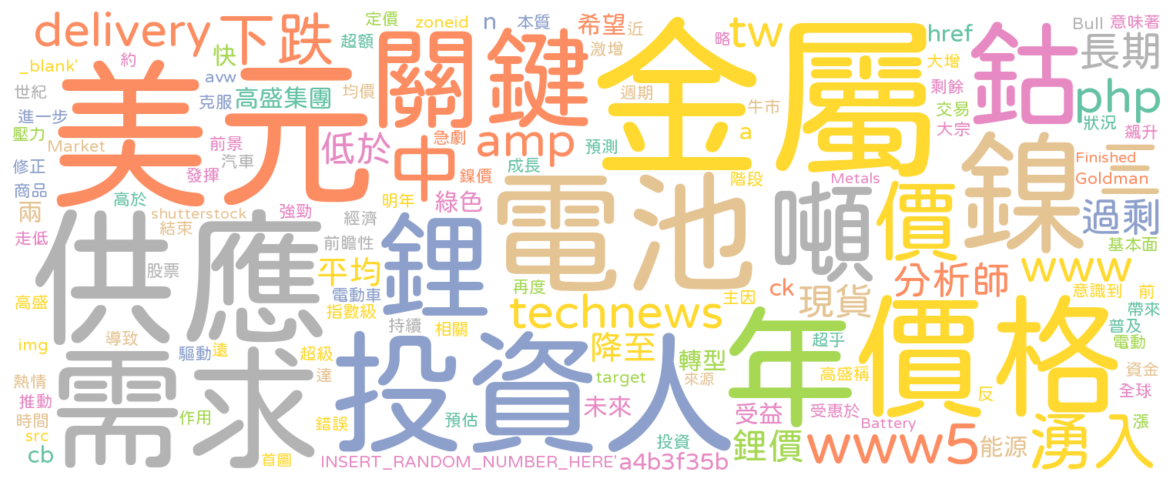 delivery
下跌
關鍵
金屬
美元
供應
需求
投資人
電池
價格
年
鎳
鈷
鋰
噸
價
中
三
定價
zoneid
n
本質
希望
近
略
tw
href
Bull
意味著
長期
_blank'
約
快
超額
激增
大增
avw
世紀
克服
高盛集團
均價
週期
牛市
剩餘
交易
php
進一步
狀況
飆升
壓力
Market
前景
汽車
低於
急劇
amp
預測
a
大宗
修正
發揮
鎳價
成長
階段
Metals
Finished
Goldman
商品
兩
高於
shutterstock
結束
強勁
經濟
明年
綠色
過剩
走低
前瞻性
基本面
股票
平均
電動車
指數級
再度
主因
ck
現貨
分析師
www
意識到
前
高盛
導致
持續
相關
technews
帶來
普及
電動
img
驅動
遠
超級
降至
轉型
超乎
熱情
達
target
來源
高盛稱
資金
推動
時間
作用
錯誤
預估
未來
受益
受惠於
反
全球
src
cb
首圖
INSERT_RANDOM_NUMBER_HERE'
投資
a4b3f35b
鋰價
Battery
www5
能源
湧入
漲